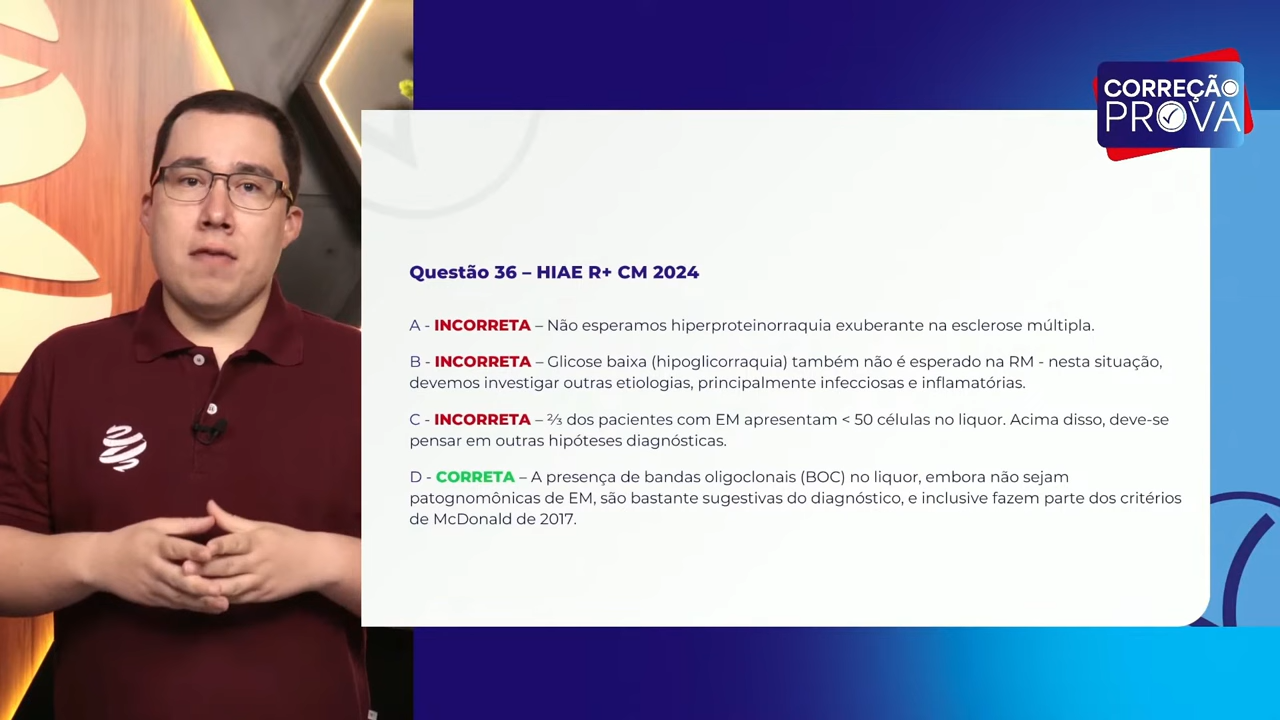 CORREÇÃO
PROVA
Questão 36 – HIAE R+ CM 2024
A - INCORRETA – Não esperamos hiperproteinorraquia exuberante na esclerose múltipla.
B - INCORRETA – Glicose baixa (hipoglicorraquia) também não é esperado na RM - nesta situação,
devemos investigar outras etiologias, principalmente infecciosas e inflamatórias.
C - INCORRETA – ⅔ dos pacientes com EM apresentam < 50 células no liquor. Acima disso, deve-se
pensar em outras hipóteses diagnósticas.
D - CORRETA – A presença de bandas oligoclonais (BOC) no liquor, embora não sejam
patognomônicas de EM, são bastante sugestivas do diagnóstico, e inclusive fazem parte dos critérios
de McDonald de 2017.